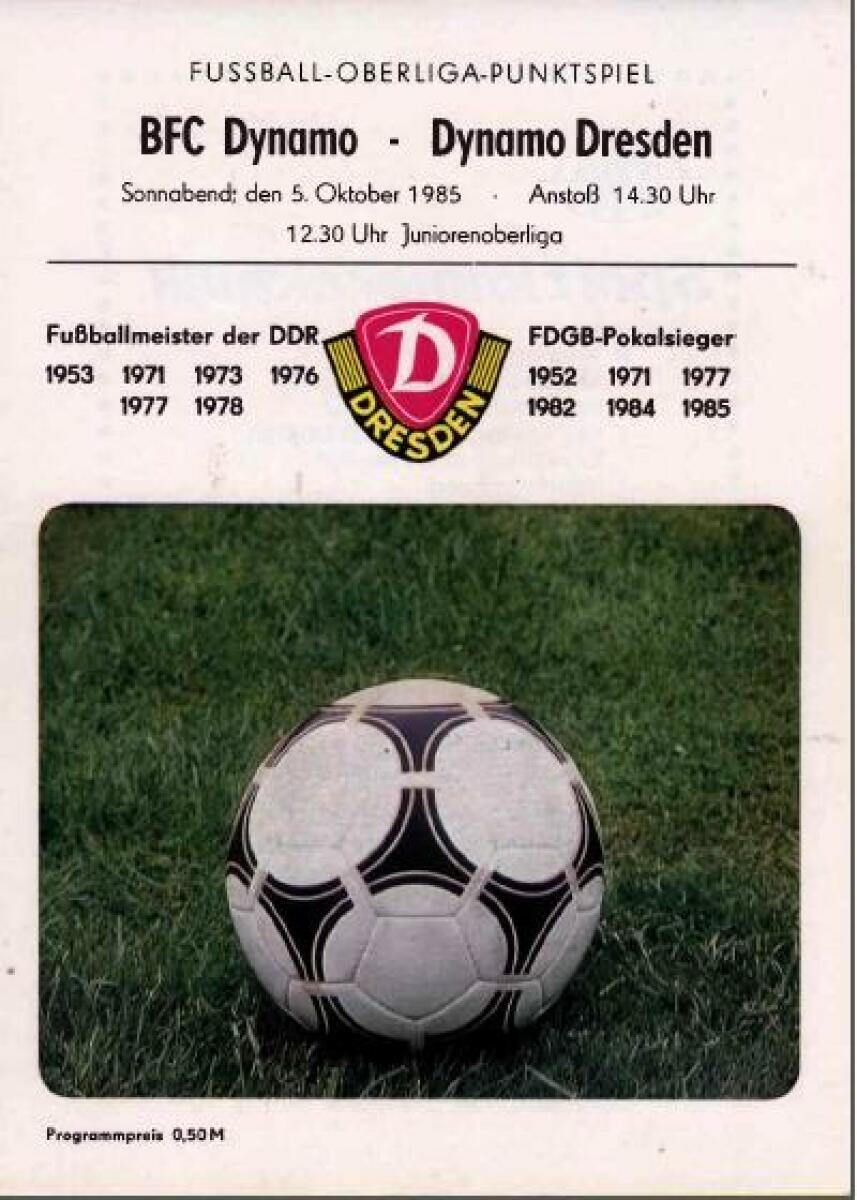 FUSSBALL-OBERLIGA-PUNKTSPIEL
BFC Dynamo - Dynamo Dresden
Sonnabend; den 5. Oktober 1985 · Anstoß 14.30 Uhr
12.30 Uhr Juniorenoberliga
Fußballmeister der DDR
1953 1971 1973 1976
1977 1978
D
DRESDEN
FDGB-Pokalsieger
1952 1971 1977
1982 1984 1985
Programmpreis 0,50 M